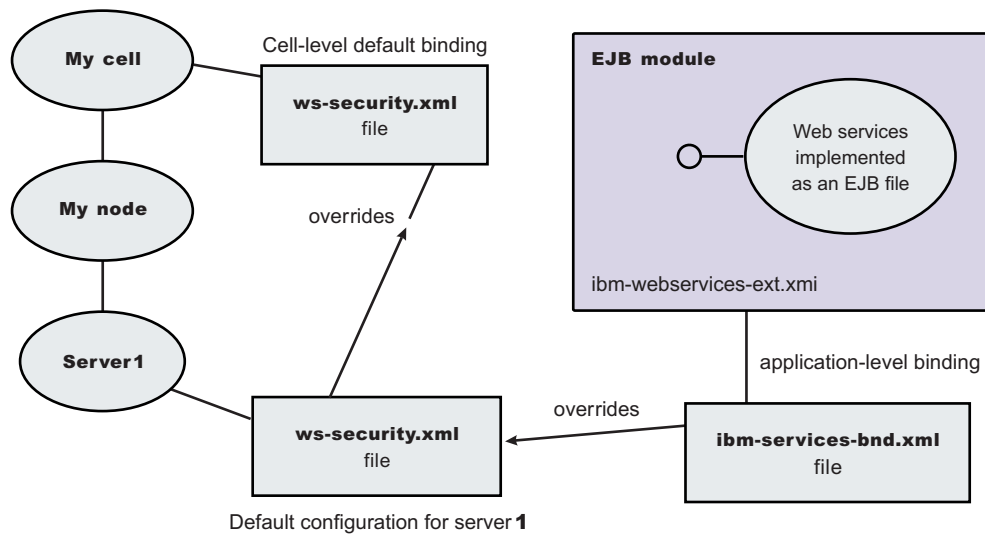 My cell
Cell-level default binding
ws-security.xml
file
EJB module
Web services
implemented
as an EJB file
My node
overrides
ibm-webservices-ext.xmi
Server1
application-level binding
overrides
ws-security.xml
file
ibm-services-bnd.xml
file
Default configuration for server 1